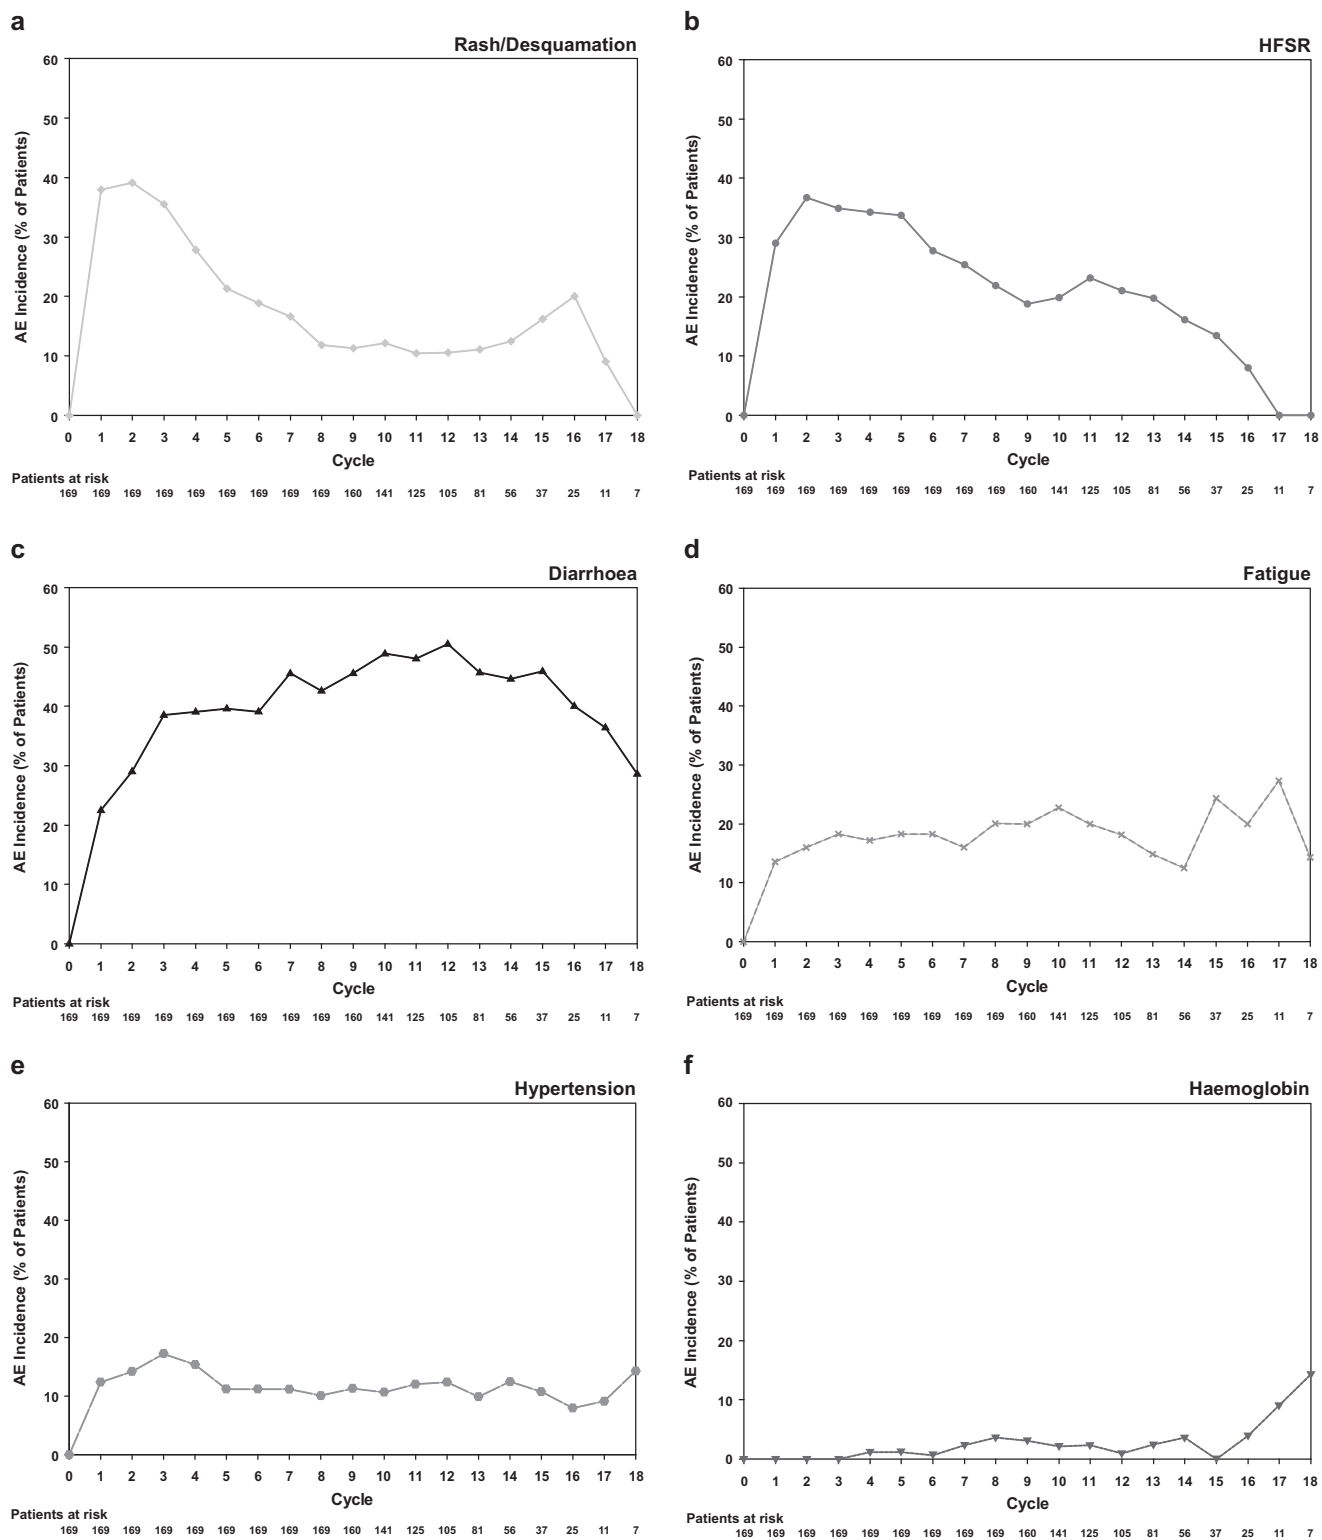 a
Rash/Desquamation
AE Incidence (% of Patients)
60
50
40
30
20
10
0
0 1 2 3 4 5 6 7 8 9 10 11 12 13 14 15 16 17 18
Cycle
Patients at risk
169 169 169 169 169 169 169 169 169 160 141 125 105 81 56 37 25 11 7
b
HFSR
AE Incidence (% of Patients)
60
50
40
30
20
10
0
0 1 2 3 4 5 6 7 8 9 10 11 12 13 14 15 16 17 18
Cycle
Patients at risk
169 169 169 169 169 169 169 169 169 160 141 125 105 81 56 37 25 11 7
c
Diarrhoea
AE Incidence (% of Patients)
60
50
40
30
20
10
0
0 1 2 3 4 5 6 7 8 9 10 11 12 13 14 15 16 17 18
Cycle
Patients at risk
169 169 169 169 169 169 169 169 169 160 141 125 105 81 56 37 25 11 7
d
Fatigue
AE Incidence (% of Patients)
60
50
40
30
20
10
0
0 1 2 3 4 5 6 7 8 9 10 11 12 13 14 15 16 17 18
Cycle
Patients at risk
169 169 169 169 169 169 169 169 169 160 141 125 105 81 56 37 25 11 7
e
Hypertension
AE Incidence (% of Patients)
60
50
40
30
20
10
0
0 1 2 3 4 5 6 7 8 9 10 11 12 13 14 15 16 17 18
Cycle
Patients at risk
169 169 169 169 169 169 169 169 169 160 141 125 105 81 56 37 25 11 7
f
Haemoglobin
AE Incidence (% of Patients)
60
50
40
30
20
10
0
0 1 2 3 4 5 6 7 8 9 10 11 12 13 14 15 16 17 18
Cycle
Patients at risk
169 169 169 169 169 169 169 169 169 160 141 125 105 81 56 37 25 11 7